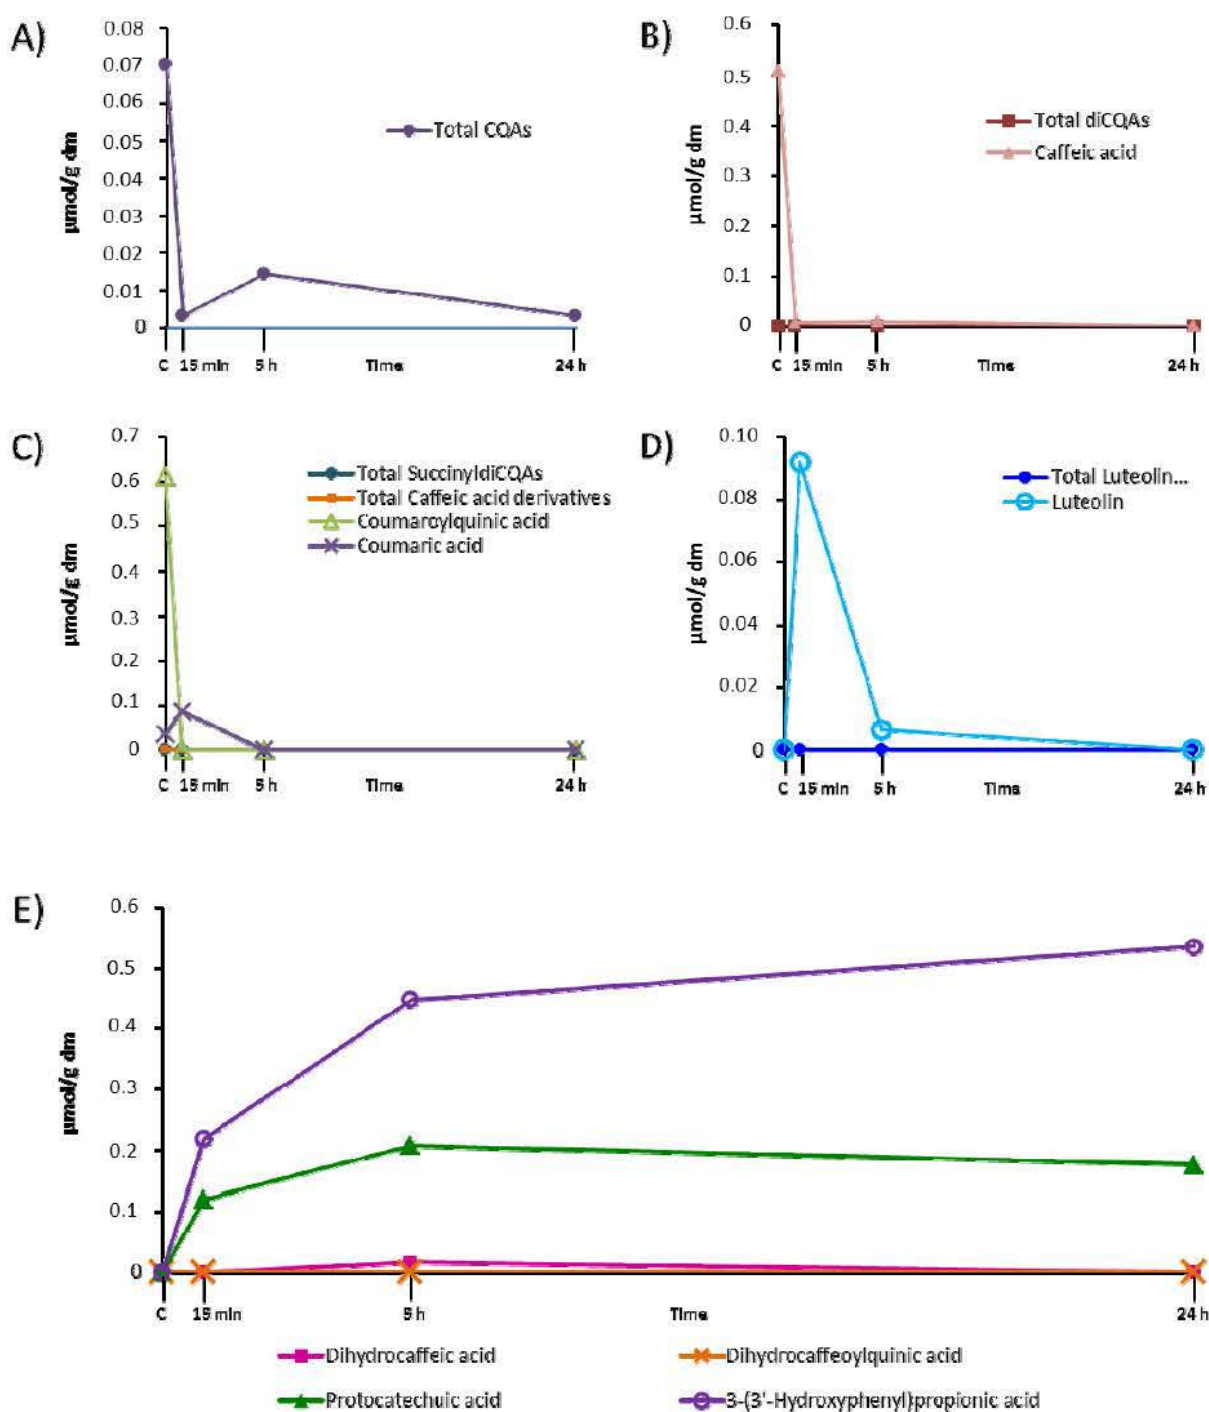 A)
0.08
0.07
0.06
0.05
0.04
0.03
0.02
0.01
0
µmol/g dm
Total CQAs
C 15 min 5 h Time 24 h
B)
0.6
0.5
0.4
0.3
0.2
0.1
0
µmol/g dm
Total diCQAs
Caffeic acid
C 15 min 5 h Time 24 h
C)
0.7
0.6
0.5
0.4
0.3
0.2
0.1
0
µmol/g dm
Total SuccinyldiCQAs
Total Caffeic acid derivatives
Coumaroylquinic acid
Coumaric acid
C 15 min 5 h Time 24 h
D)
0.10
0.08
0.06
0.04
0.02
0
µmol/g dm
Total Luteolin...
Luteolin
C 15 min 5 h Time 24 h
E)
0.6
0.5
0.4
0.3
0.2
0.1
0
µmol/g dm
C 15 min 5 h Time 24 h
Dihydrocaffeic acid
Dihydrocaffeoylquinic acid
Protocatechuic acid
3-(3'-Hydroxyphenyl)propionic acid